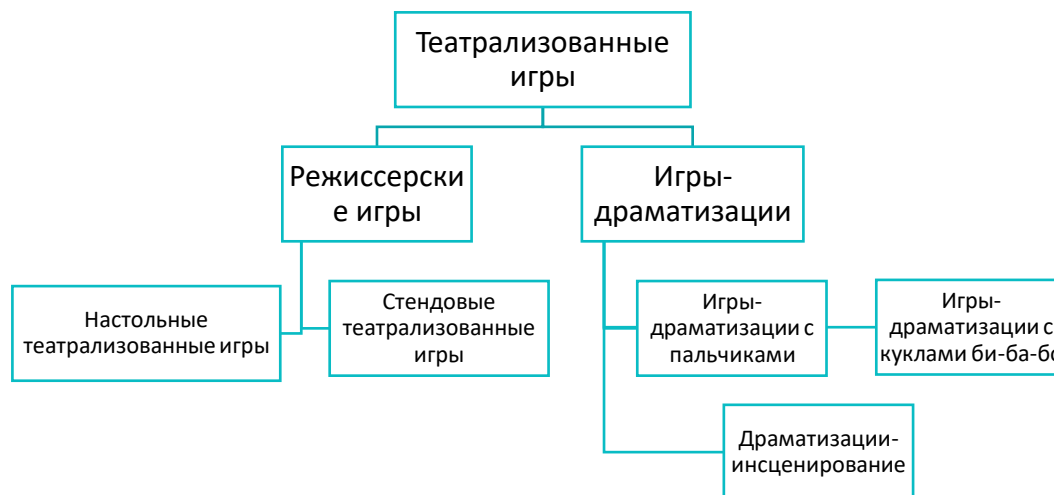 Театрализованные
игры
Режиссерски
е игры
Игры-
драматизации
Настольные
театрализованные игры
Стендовые
театрализованные
игры
Игры-
драматизации с
пальчиками
Игры-
драматизации с
куклами би-ба-бо
Драматизации-
инсценирование